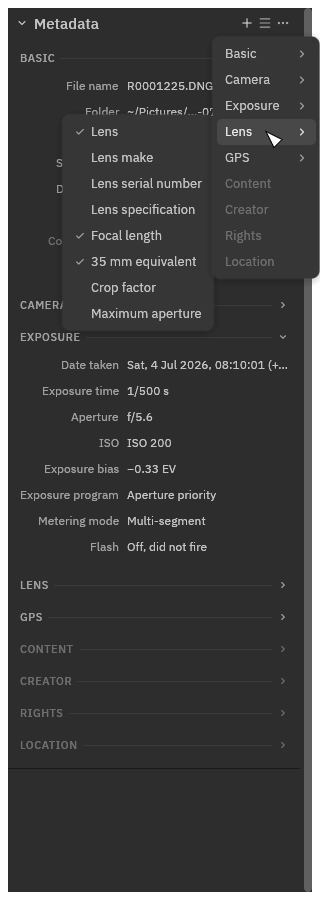 Metadata
BASIC
File name R0001225.DNG
Folder ~/Pictures/...-07
Basic
Camera
Exposure
Lens
GPS
Content
Creator
Rights
Location
Lens
Lens make
Lens serial number
Lens specification
Focal length
35 mm equivalent
Crop factor
Maximum aperture
EXPOSURE
Date taken Sat, 4 Jul 2026, 08:10:01 (+...
Exposure time 1/500 s
Aperture f/5.6
ISO ISO 200
Exposure bias −0.33 EV
Exposure program Aperture priority
Metering mode Multi-segment
Flash Off, did not fire
LENS
GPS
CONTENT
CREATOR
RIGHTS
LOCATION